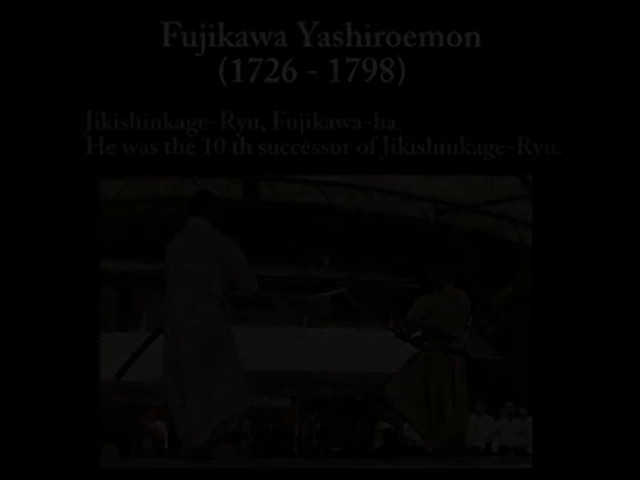 Fujikawa Yashiroemon
(1726 - 1798)
Jikishinkage-Ryu, Fujikawa-ha.
He was the 10 th successor of Jikishinkage-Ryu.